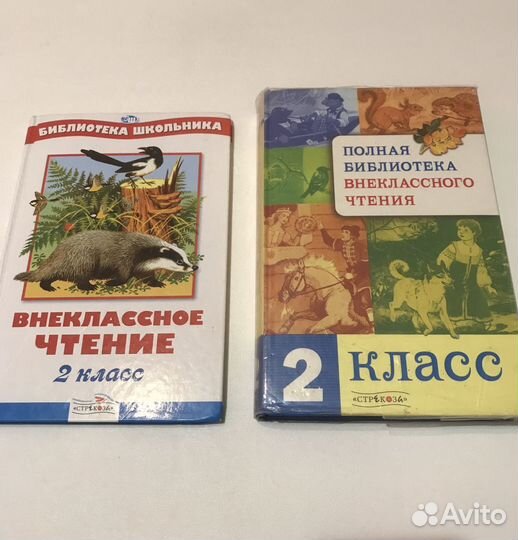 БИБЛИОТЕКА ШКОЛЬНИКА
ВНЕКЛАССНОЕ
ЧТЕНИЕ
2 класс
«СТРЕКОЗА»
ПОЛНАЯ
БИБЛИОТЕКА
ВНЕКЛАССНОГО
ЧТЕНИЯ
2 КЛАСС
«СТРЕКОЗА»
Avito